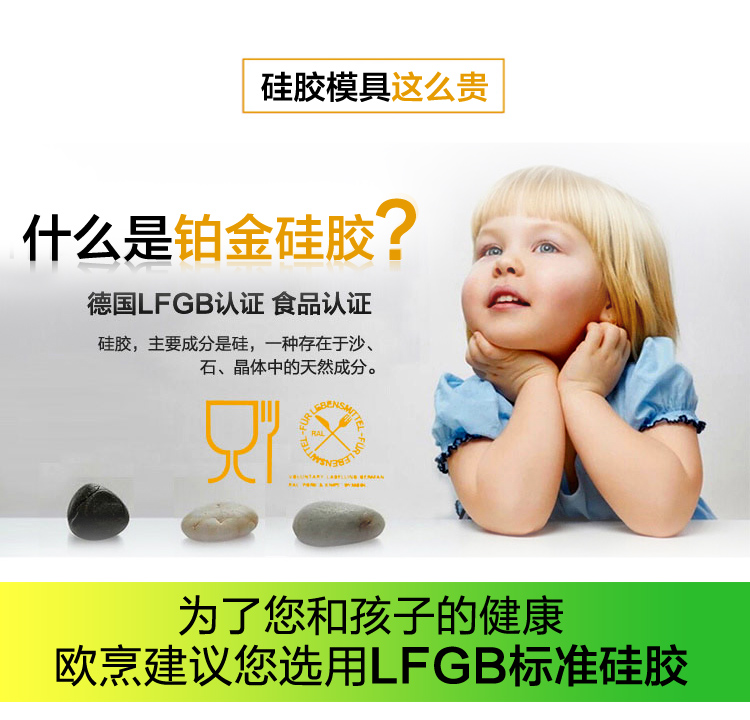 硅胶模具这么贵
什么是铂金硅胶?
德国LFGB认证 食品认证
硅胶，主要成分是硅，一种存在于沙、
石、晶体中的天然成分。
FÜR LEBENSMITTEL · FÜR LEBENSMITTEL
RAL
为了您和孩子的健康
欧烹建议您选用LFGB标准硅胶